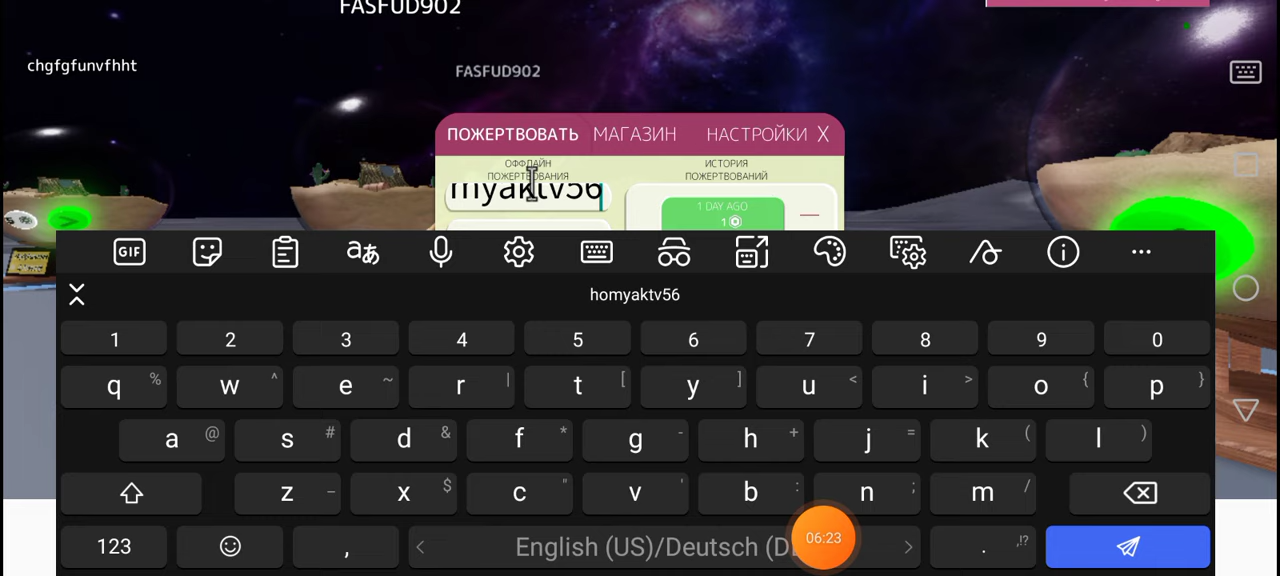 FASFUD902
chgfgfunvfhht
FASFUD902
ПОЖЕРТВОВАТЬ МАГАЗИН НАСТРОЙКИ X
ОФФЛАЙН
ПОЖЕРТВОВАНИЯ
ИСТОРИЯ
ПОЖЕРТВОВАНИЙ
myaktv56
1 DAY AGO
1
GIF
homyaktv56
1 2 3 4 5 6 7 8 9 0
q % w ^ e ~ r | t [ y ] u < i > o { p }
a @ s # d & f * g - h + j = k ( l )
z _ x $ c " v ' b : n ; m /
123 , < English (US)/Deutsch (D > . ,!?
06:23